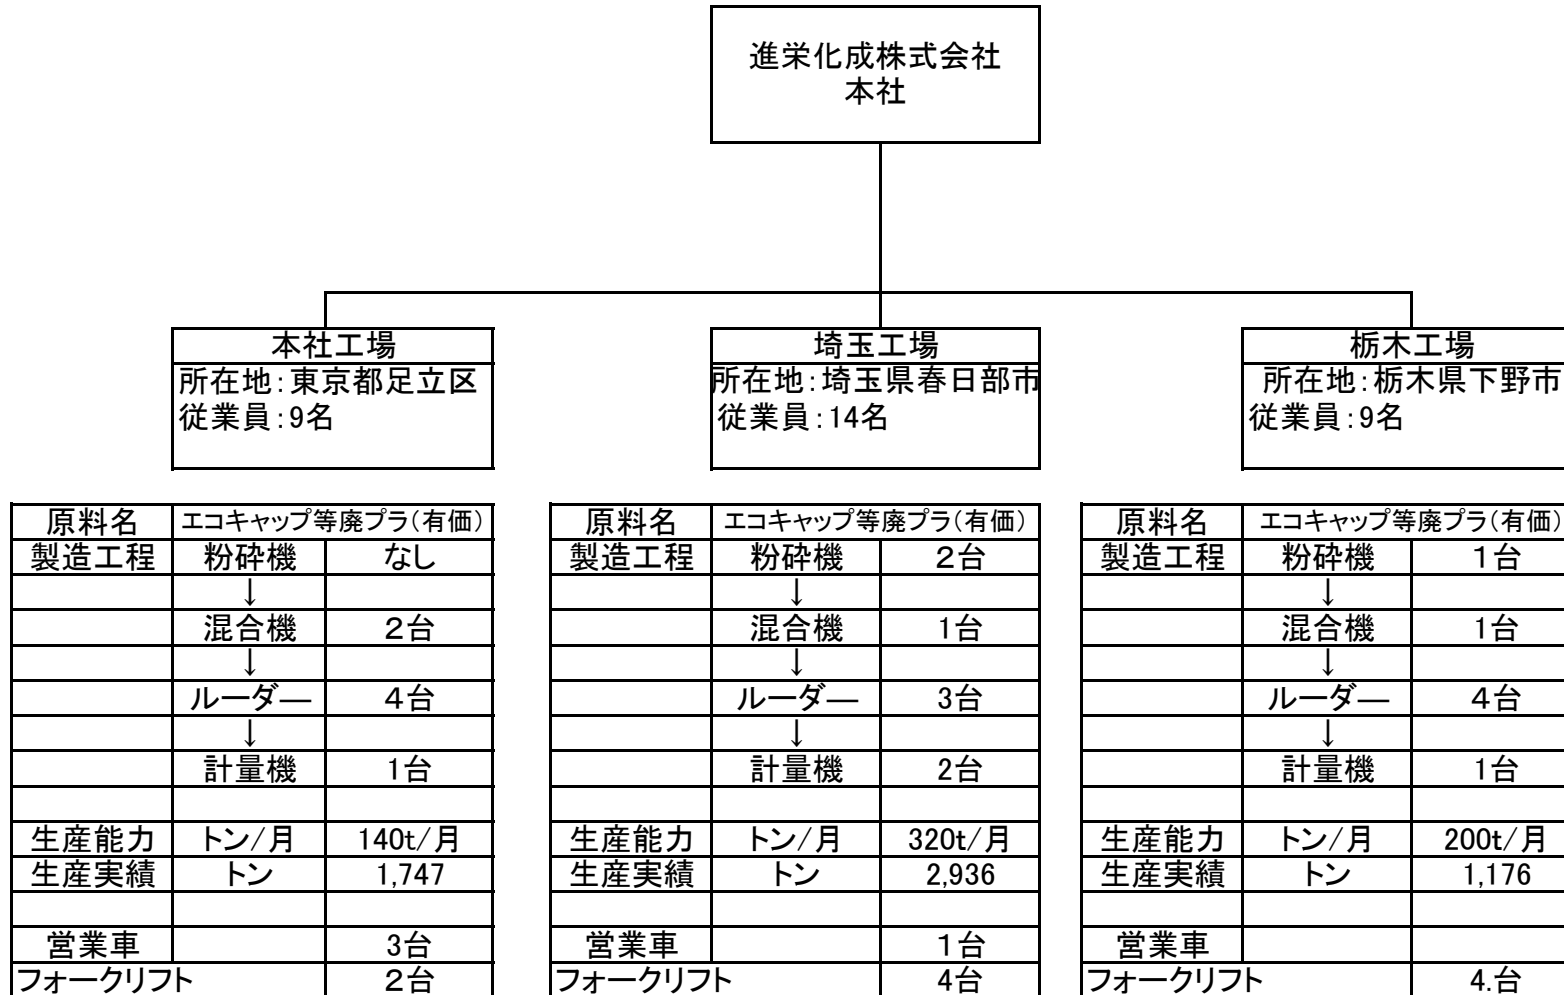 進栄化成株式会社
本社
本社工場
所在地：東京都足立区
従業員：9名
埼玉工場
所在地：埼玉県春日部市
従業員：14名
栃木工場
所在地：栃木県下野市
従業員：9名
原料名 エコキャップ等廃プラ（有価）
製造工程 粉砕機 なし
↓
混合機 2台
↓
ルーダ― 4台
↓
計量機 1台
生産能力 トン/月 140t/月
生産実績 トン 1,747
営業車 3台
フォークリフト 2台
原料名 エコキャップ等廃プラ（有価）
製造工程 粉砕機 2台
↓
混合機 1台
↓
ルーダ― 3台
↓
計量機 2台
生産能力 トン/月 320t/月
生産実績 トン 2,936
営業車 1台
フォークリフト 4台
原料名 エコキャップ等廃プラ（有価）
製造工程 粉砕機 1台
↓
混合機 1台
↓
ルーダ― 4台
↓
計量機 1台
生産能力 トン/月 200t/月
生産実績 トン 1,176
営業車
フォークリフト 4.台